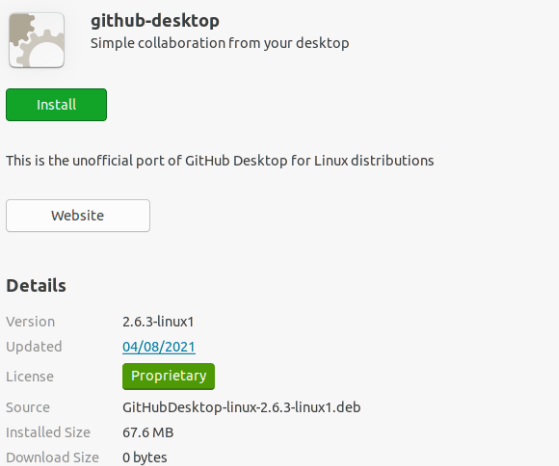 github-desktop
Simple collaboration from your desktop
Install
This is the unofficial port of GitHub Desktop for Linux distributions
Website
Details
Version 2.6.3-linux1
Updated 04/08/2021
License Proprietary
Source GitHubDesktop-linux-2.6.3-linux1.deb
Installed Size 67.6 MB
Download Size 0 bytes